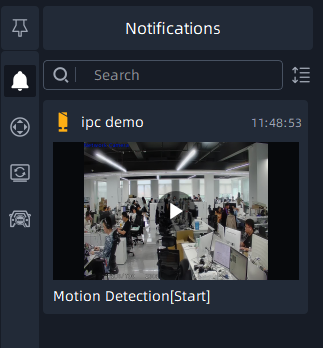 Notifications
Search
ipc demo
11:48:53
Motion Detection[Start]